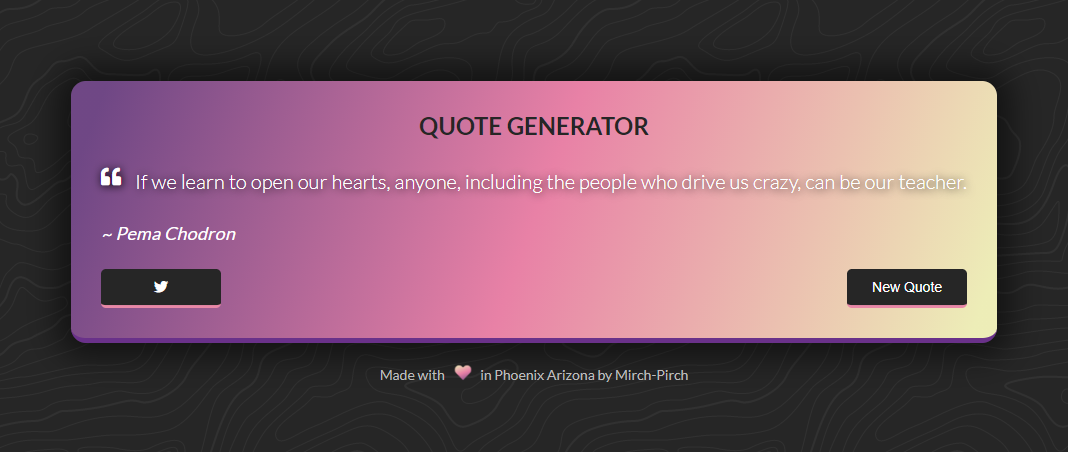 QUOTE GENERATOR
“ If we learn to open our hearts, anyone, including the people who drive us crazy, can be our teacher.
~ Pema Chodron
New Quote
Made with in Phoenix Arizona by Mirch-Pirch